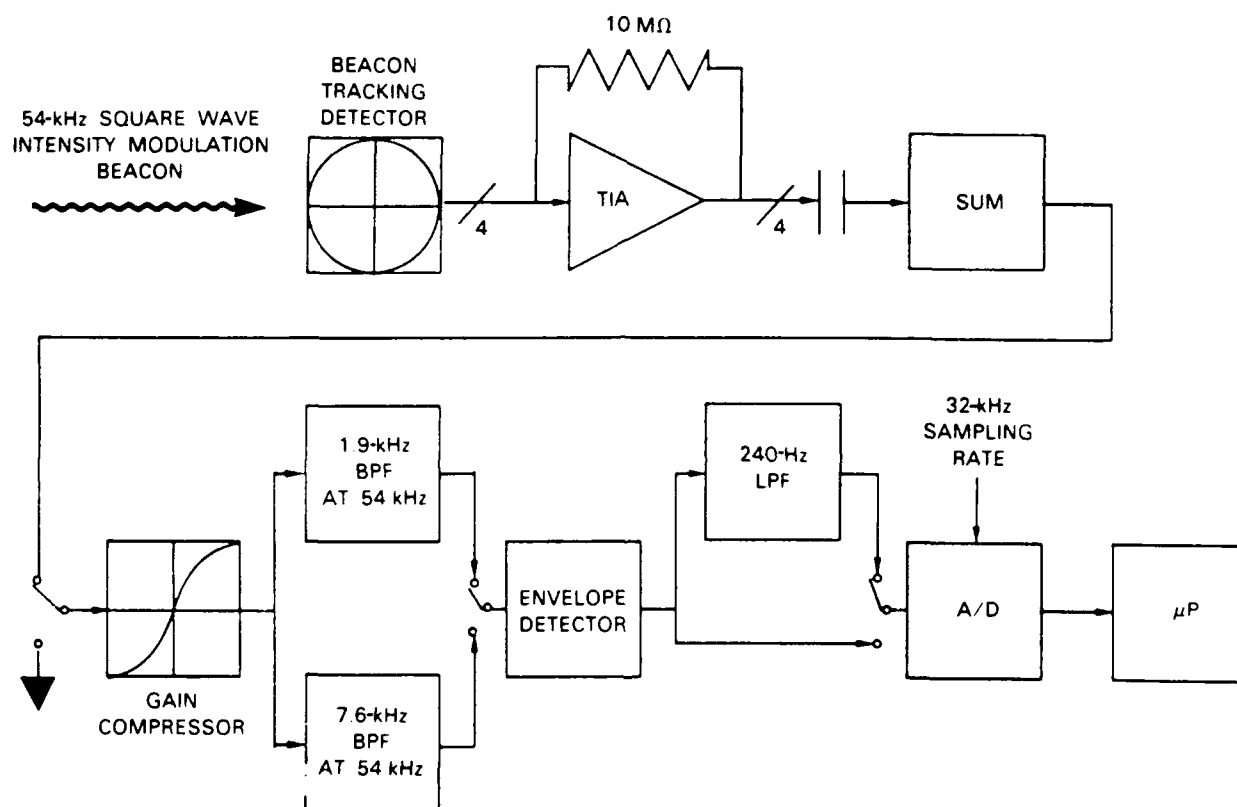 10 MΩ
BEACON
TRACKING
DETECTOR
54-kHz SQUARE WAVE
INTENSITY MODULATION
BEACON
4
TIA
4
SUM
1.9-kHz
BPF
AT 54 kHz
240-Hz
LPF
32-kHz
SAMPLING
RATE
ENVELOPE
DETECTOR
A/D
μP
GAIN
COMPRESSOR
7.6-kHz
BPF
AT 54 kHz